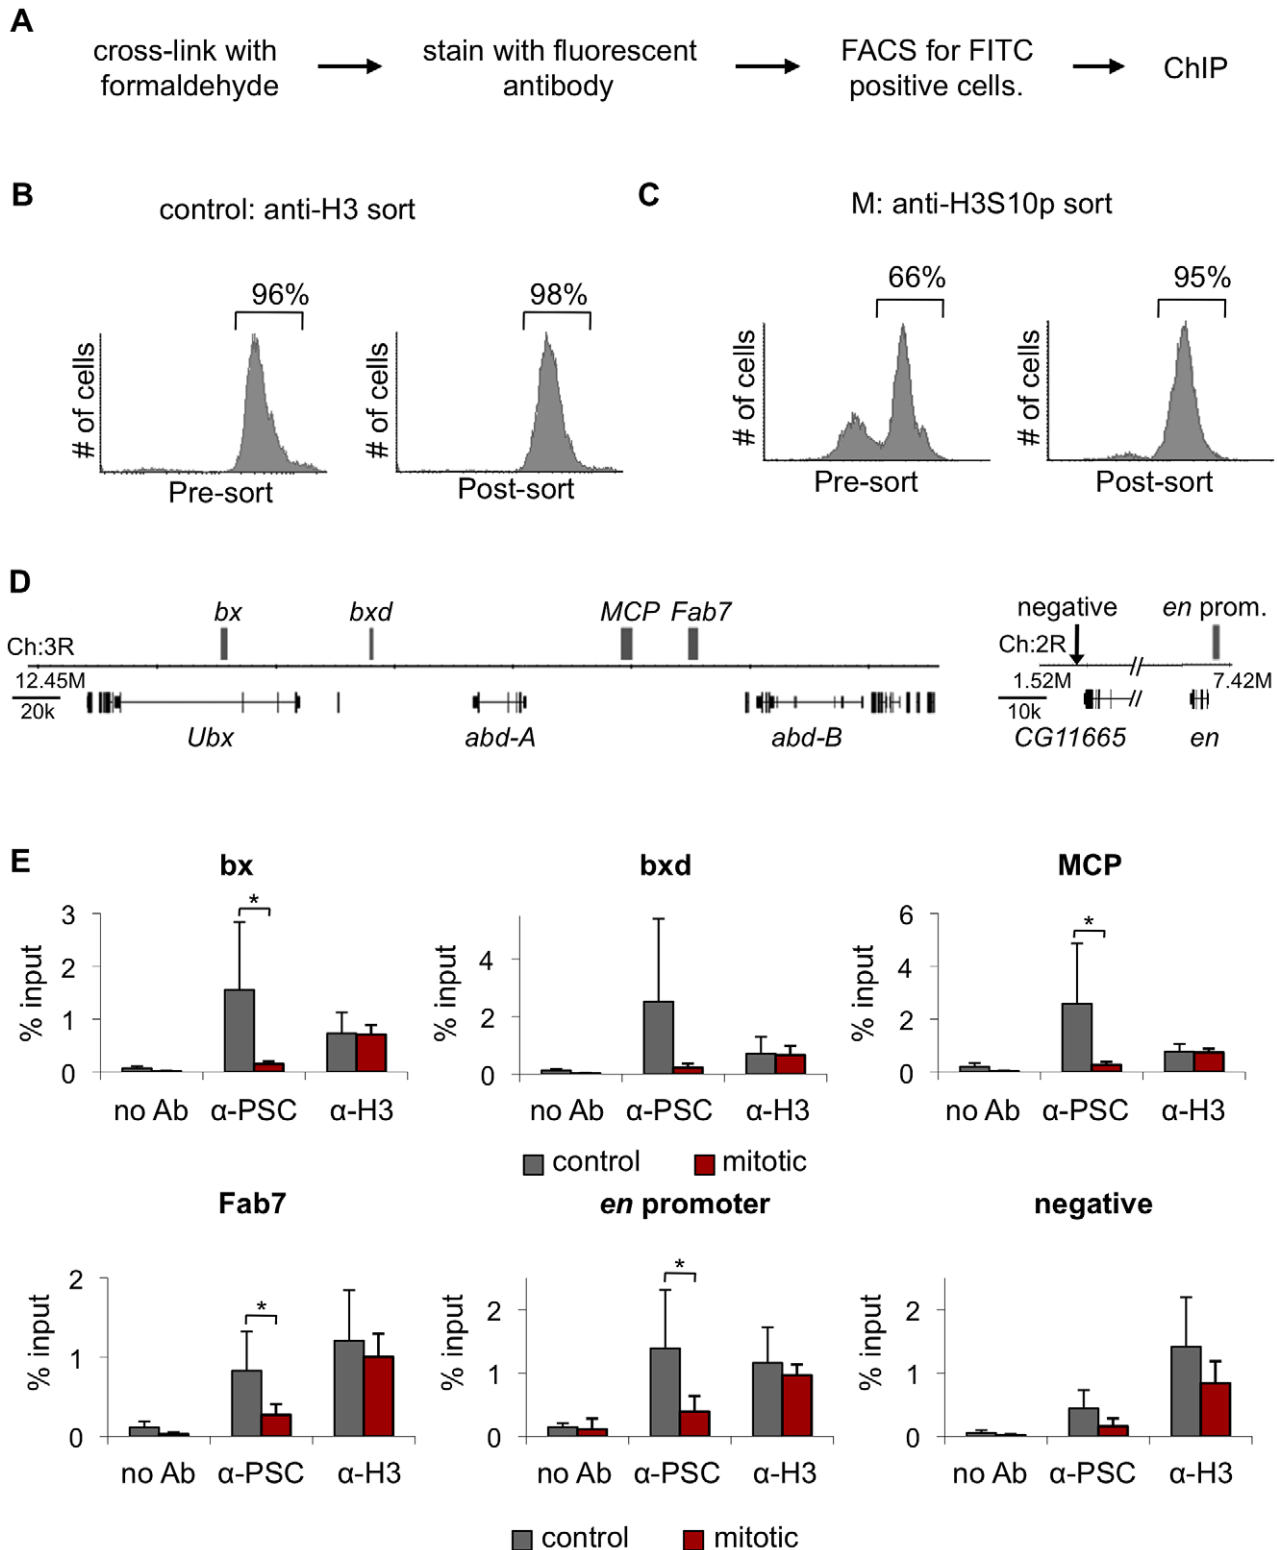 A
cross-link with
formaldehyde
stain with fluorescent
antibody
FACS for FITC
positive cells.
ChIP
B
control: anti-H3 sort
96%
98%
# of cells
# of cells
Pre-sort
Post-sort
C
M: anti-H3S10p sort
66%
95%
# of cells
# of cells
Pre-sort
Post-sort
D
bx
bxd
MCP
Fab7
Ch:3R
12.45M
20k
Ubx
abd-A
abd-B
negative
en prom.
Ch:2R
1.52M
7.42M
10k
CG11665
en
E
bx
*
3
2
1
0
% input
no Ab
α-PSC
α-H3
bxd
4
2
0
% input
no Ab
α-PSC
α-H3
MCP
*
6
4
2
0
% input
no Ab
α-PSC
α-H3
control
mitotic
Fab7
*
2
1
0
% input
no Ab
α-PSC
α-H3
en promoter
*
2
1
0
% input
no Ab
α-PSC
α-H3
negative
2
1
0
% input
no Ab
α-PSC
α-H3
control
mitotic